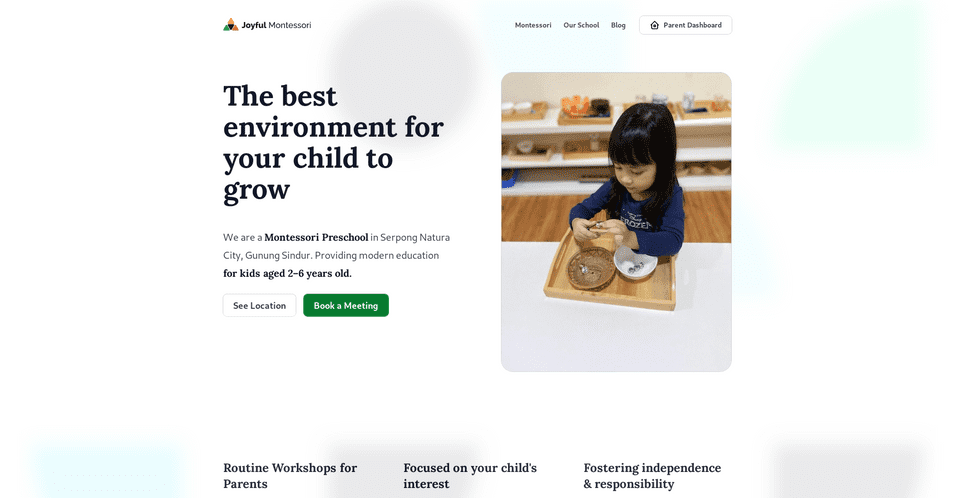 Joyful Montessori
Montessori
Our School
Blog
Parent Dashboard
The best
environment for
your child to
grow
We are a Montessori Preschool in Serpong Natura
City, Gunung Sindur. Providing modern education
for kids aged 2–6 years old.
See Location
Book a Meeting
FROZEN
Routine Workshops for
Parents
Focused on your child's
interest
Fostering independence
& responsibility